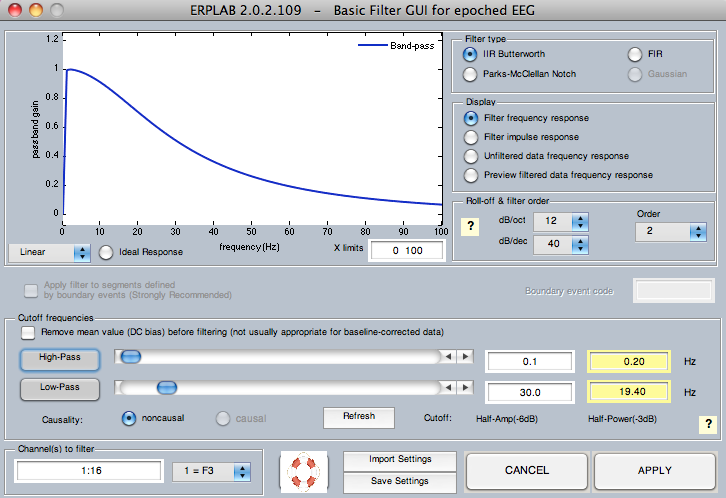 ERPLAB 2.0.2.109 - Basic Filter GUI for epoched EEG
1.2
1
0.8
0.6
0.4
0.2
0
pass band gain
Band-pass
0 10 20 30 40 50 60 70 80 90 100
frequency (Hz)
Linear
Ideal Response
X limits
0 100
Filter type
IIR Butterworth
FIR
Parks-McClellan Notch
Gaussian
Display
Filter frequency response
Filter impulse response
Unfiltered data frequency response
Preview filtered data frequency response
Roll-off & filter order
?
dB/oct 12
dB/dec 40
Order
2
Apply filter to segments defined
by boundary events (Strongly Recommended)
Boundary event code
Cutoff frequencies
Remove mean value (DC bias) before filtering (not usually appropriate for baseline-corrected data)
High-Pass
0.1
0.20
Hz
Low-Pass
30.0
19.40
Hz
Causality:
noncausal
causal
Refresh
Cutoff:
Half-Amp(-6dB)
Half-Power(-3dB)
?
Channel(s) to filter
1:16
1 = F3
Import Settings
Save Settings
CANCEL
APPLY